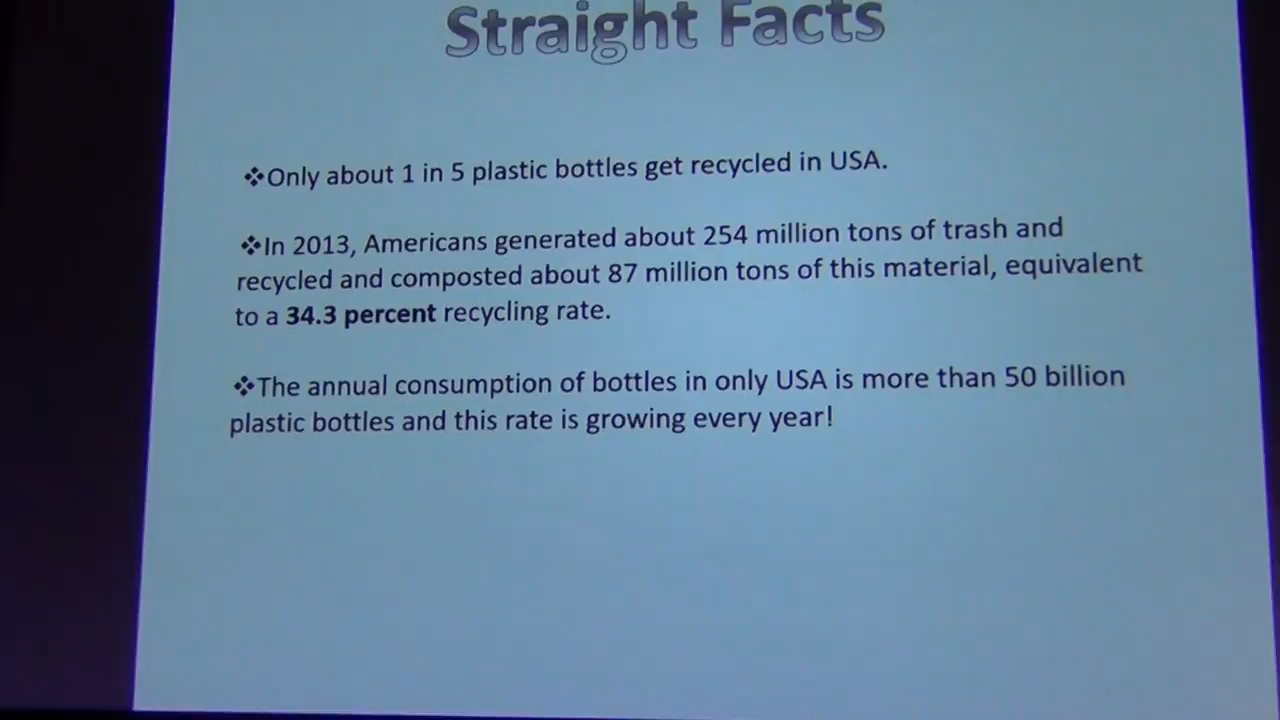 Straight Facts
❖Only about 1 in 5 plastic bottles get recycled in USA.
❖In 2013, Americans generated about 254 million tons of trash and
recycled and composted about 87 million tons of this material, equivalent
to a 34.3 percent recycling rate.
❖The annual consumption of bottles in only USA is more than 50 billion
plastic bottles and this rate is growing every year!